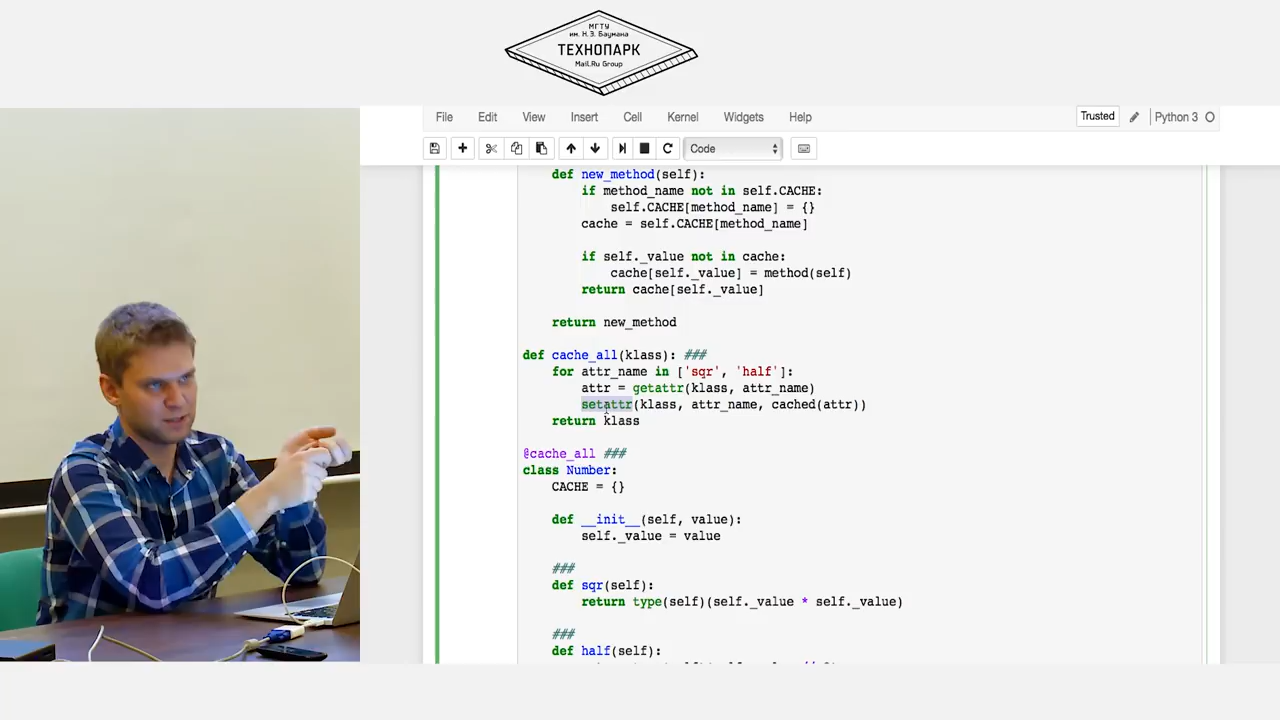 МГТУ
им. Н.Э. Баумана
ТЕХНОПАРК
Mail.Ru Group
File Edit View Insert Cell Kernel Widgets Help Trusted Python 3
Code
def new_method(self):
if method_name not in self.CACHE:
self.CACHE[method_name] = {}
cache = self.CACHE[method_name]
if self._value not in cache:
cache[self._value] = method(self)
return cache[self._value]
return new_method
def cache_all(klass): ###
for attr_name in ['sqr', 'half']:
attr = getattr(klass, attr_name)
setattr(klass, attr_name, cached(attr))
return klass
@cache_all ###
class Number:
CACHE = {}
def __init__(self, value):
self._value = value
###
def sqr(self):
return type(self)(self._value * self._value)
###
def half(self):